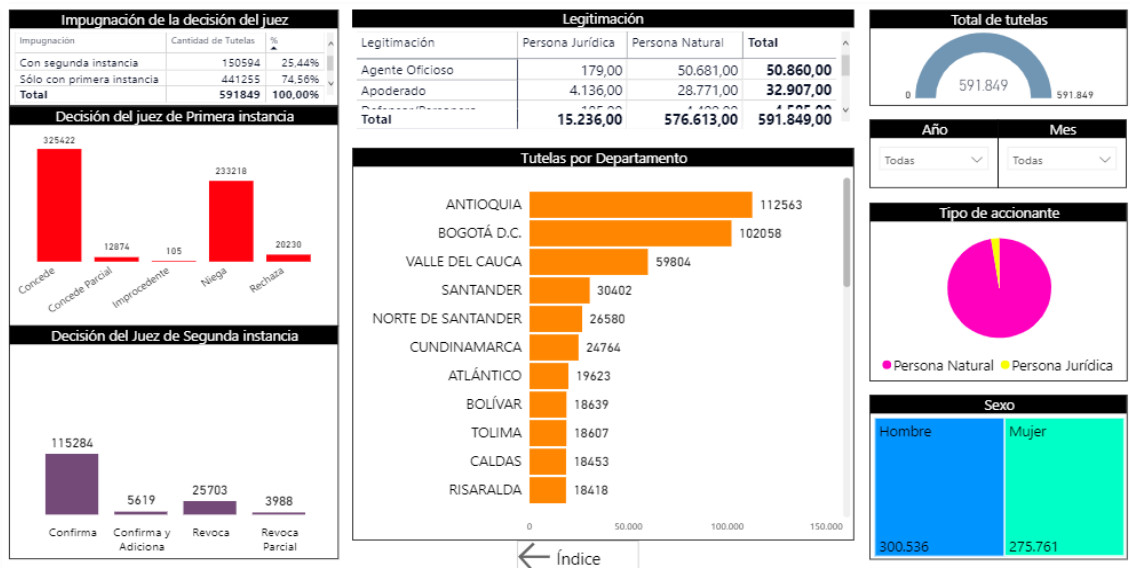 Impugnación de la decisión del juez
Impugnación Cantidad de Tutelas %
Con segunda instancia 150594 25,44%
Sólo con primera instancia 441255 74,56%
Total 591849 100,00%
Decisión del juez de Primera instancia
325422
12874
105
233218
20230
Concede
Concede Parcial
Improcedente
Niega
Rechaza
Decisión del Juez de Segunda instancia
115284
5619
25703
3988
Confirma
Confirma y
Adiciona
Revoca
Revoca
Parcial
Legitimación
Legitimación Persona Jurídica Persona Natural Total
Agente Oficioso 179,00 50.681,00 50.860,00
Apoderado 4.136,00 28.771,00 32.907,00
Total 15.236,00 576.613,00 591.849,00
Tutelas por Departamento
ANTIOQUIA 112563
BOGOTÁ D.C. 102058
VALLE DEL CAUCA 59804
SANTANDER 30402
NORTE DE SANTANDER 26580
CUNDINAMARCA 24764
ATLÁNTICO 19623
BOLÍVAR 18639
TOLIMA 18607
CALDAS 18453
RISARALDA 18418
0 50.000 100.000 150.000
Índice
Total de tutelas
591.849
0 591.849
Año Mes
Todas Todas
Tipo de accionante
Persona Natural Persona Jurídica
Sexo
Hombre Mujer
300.536 275.761